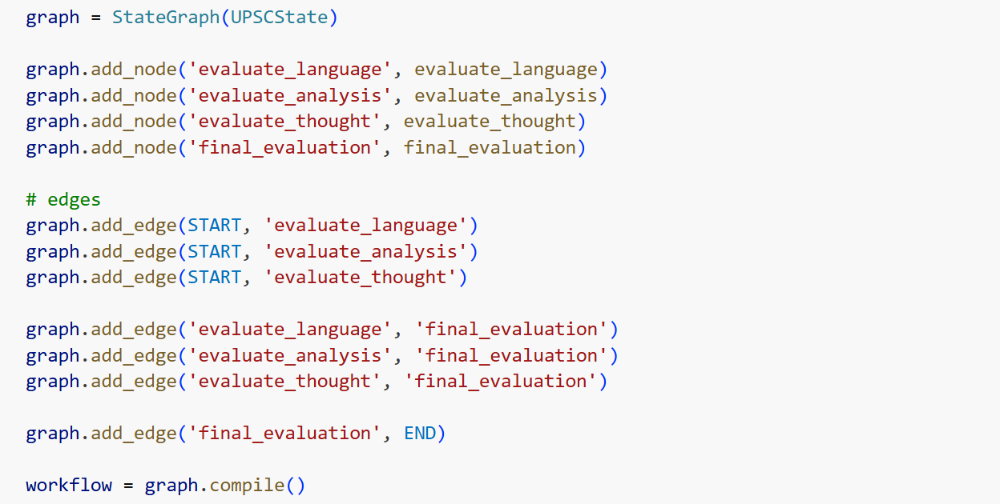 graph = StateGraph(UPSCState)
graph.add_node('evaluate_language', evaluate_language)
graph.add_node('evaluate_analysis', evaluate_analysis)
graph.add_node('evaluate_thought', evaluate_thought)
graph.add_node('final_evaluation', final_evaluation)
# edges
graph.add_edge(START, 'evaluate_language')
graph.add_edge(START, 'evaluate_analysis')
graph.add_edge(START, 'evaluate_thought')
graph.add_edge('evaluate_language', 'final_evaluation')
graph.add_edge('evaluate_analysis', 'final_evaluation')
graph.add_edge('evaluate_thought', 'final_evaluation')
graph.add_edge('final_evaluation', END)
workflow = graph.compile()